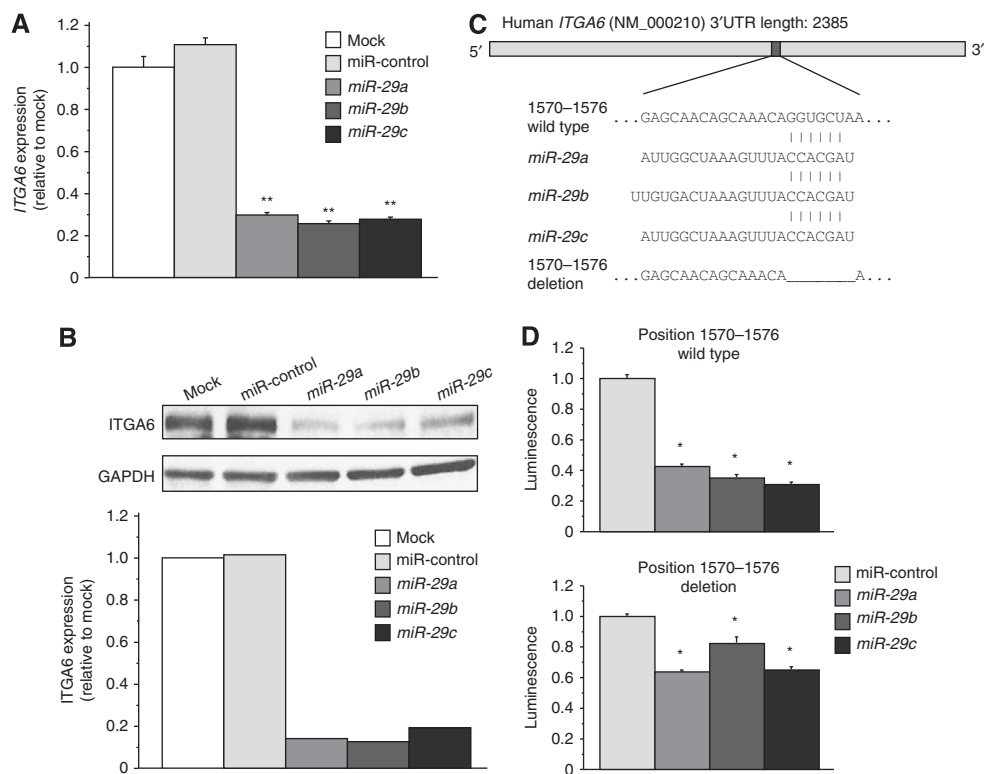 A
1.2
1.0
0.8
0.6
0.4
0.2
0
ITGA6 expression
(relative to mock)
Mock
miR-control
miR-29a
miR-29b
miR-29c
**
**
**
B
Mock
miR-control
miR-29a
miR-29b
miR-29c
ITGA6
GAPDH
1.2
1.0
0.8
0.6
0.4
0.2
0
ITGA6 expression
(relative to mock)
Mock
miR-control
miR-29a
miR-29b
miR-29c
C
Human ITGA6 (NM_000210) 3′UTR length: 2385
5′
3′
1570–1576
wild type
...GAGCAACAGCAAACAGGUGCUAA...
miR-29a
AUUGGCUAAAGUUUACCACGAU
miR-29b
UUGUGACUAAAGUUUACCACGAU
miR-29c
AUUGGCUAAAGUUUACCACGAU
1570–1576
deletion
...GAGCAACAGCAAACA_______A...
D
Position 1570–1576
wild type
1.2
1.0
0.8
0.6
0.4
0.2
0
Luminescence
*
*
*
Position 1570–1576
deletion
1.2
1.0
0.8
0.6
0.4
0.2
0
Luminescence
*
*
*
miR-control
miR-29a
miR-29b
miR-29c